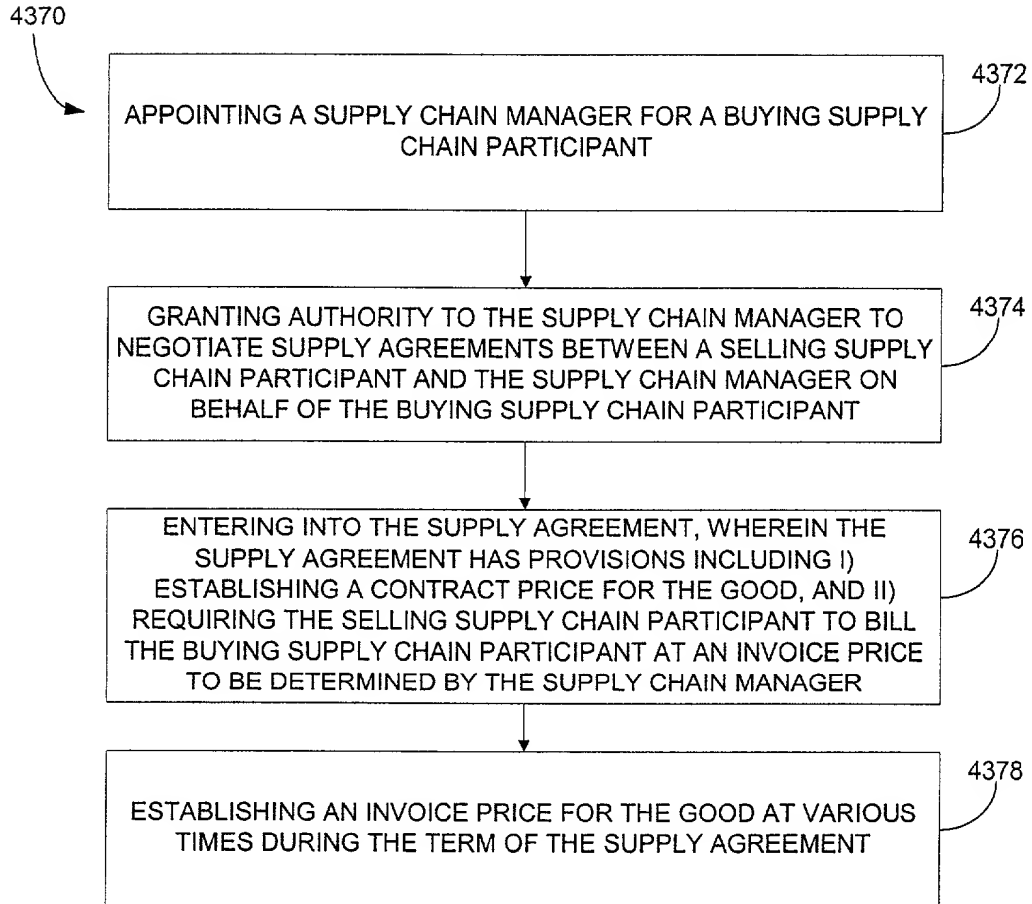 4370
4372
APPOINTING A SUPPLY CHAIN MANAGER FOR A BUYING SUPPLY
CHAIN PARTICIPANT
4374
GRANTING AUTHORITY TO THE SUPPLY CHAIN MANAGER TO
NEGOTIATE SUPPLY AGREEMENTS BETWEEN A SELLING SUPPLY
CHAIN PARTICIPANT AND THE SUPPLY CHAIN MANAGER ON
BEHALF OF THE BUYING SUPPLY CHAIN PARTICIPANT
4376
ENTERING INTO THE SUPPLY AGREEMENT, WHEREIN THE
SUPPLY AGREEMENT HAS PROVISIONS INCLUDING I)
ESTABLISHING A CONTRACT PRICE FOR THE GOOD, AND II)
REQUIRING THE SELLING SUPPLY CHAIN PARTICIPANT TO BILL
THE BUYING SUPPLY CHAIN PARTICIPANT AT AN INVOICE PRICE
TO BE DETERMINED BY THE SUPPLY CHAIN MANAGER
4378
ESTABLISHING AN INVOICE PRICE FOR THE GOOD AT VARIOUS
TIMES DURING THE TERM OF THE SUPPLY AGREEMENT